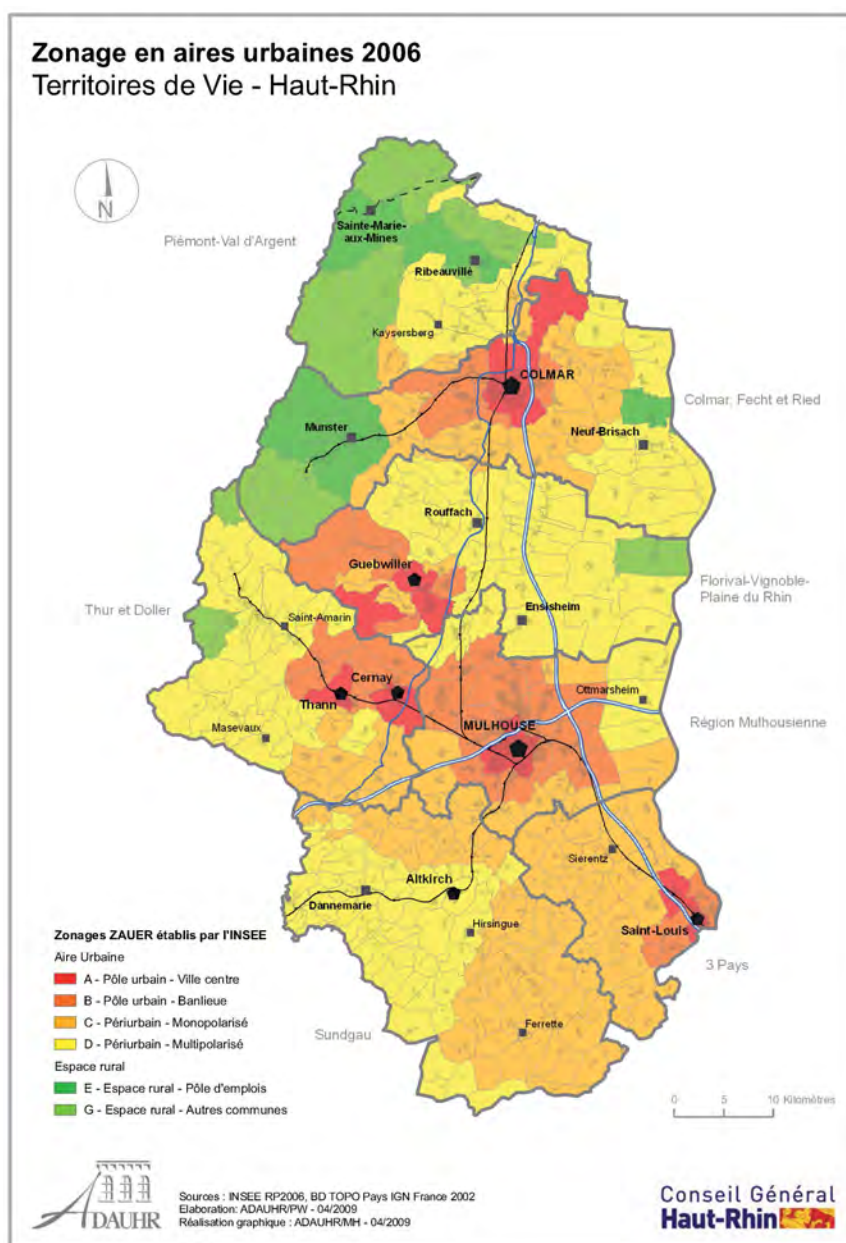 Zonage en aires urbaines 2006
Territoires de Vie - Haut-Rhin
N
Piémont-Val d'Argent
Sainte-Marie-
aux-Mines
Ribeauvillé
Kaysersberg
COLMAR
Colmar, Fecht et Ried
Munster
Neuf-Brisach
Rouffach
Guebwiller
Florival-Vignoble-
Plaine du Rhin
Thur et Doller
Saint-Amarin
Ensisheim
Cernay
Thann
Ottmarsheim
Masevaux
MULHOUSE
Région Mulhousienne
Sierentz
Altkirch
Dannemarie
Hirsingue
Saint-Louis
3 Pays
Sundgau
Ferrette
Zonages ZAUER établis par l'INSEE
Aire Urbaine
A - Pôle urbain - Ville centre
B - Pôle urbain - Banlieue
C - Périurbain - Monopolarisé
D - Périurbain - Multipolarisé
Espace rural
E - Espace rural - Pôle d'emplois
G - Espace rural - Autres communes
0 5 10 Kilomètres
ADAUHR
Sources : INSEE RP2006, BD TOPO Pays IGN France 2002
Elaboration: ADAUHR/PW - 04/2009
Réalisation graphique : ADAUHR/MH - 04/2009
Conseil Général
Haut-Rhin